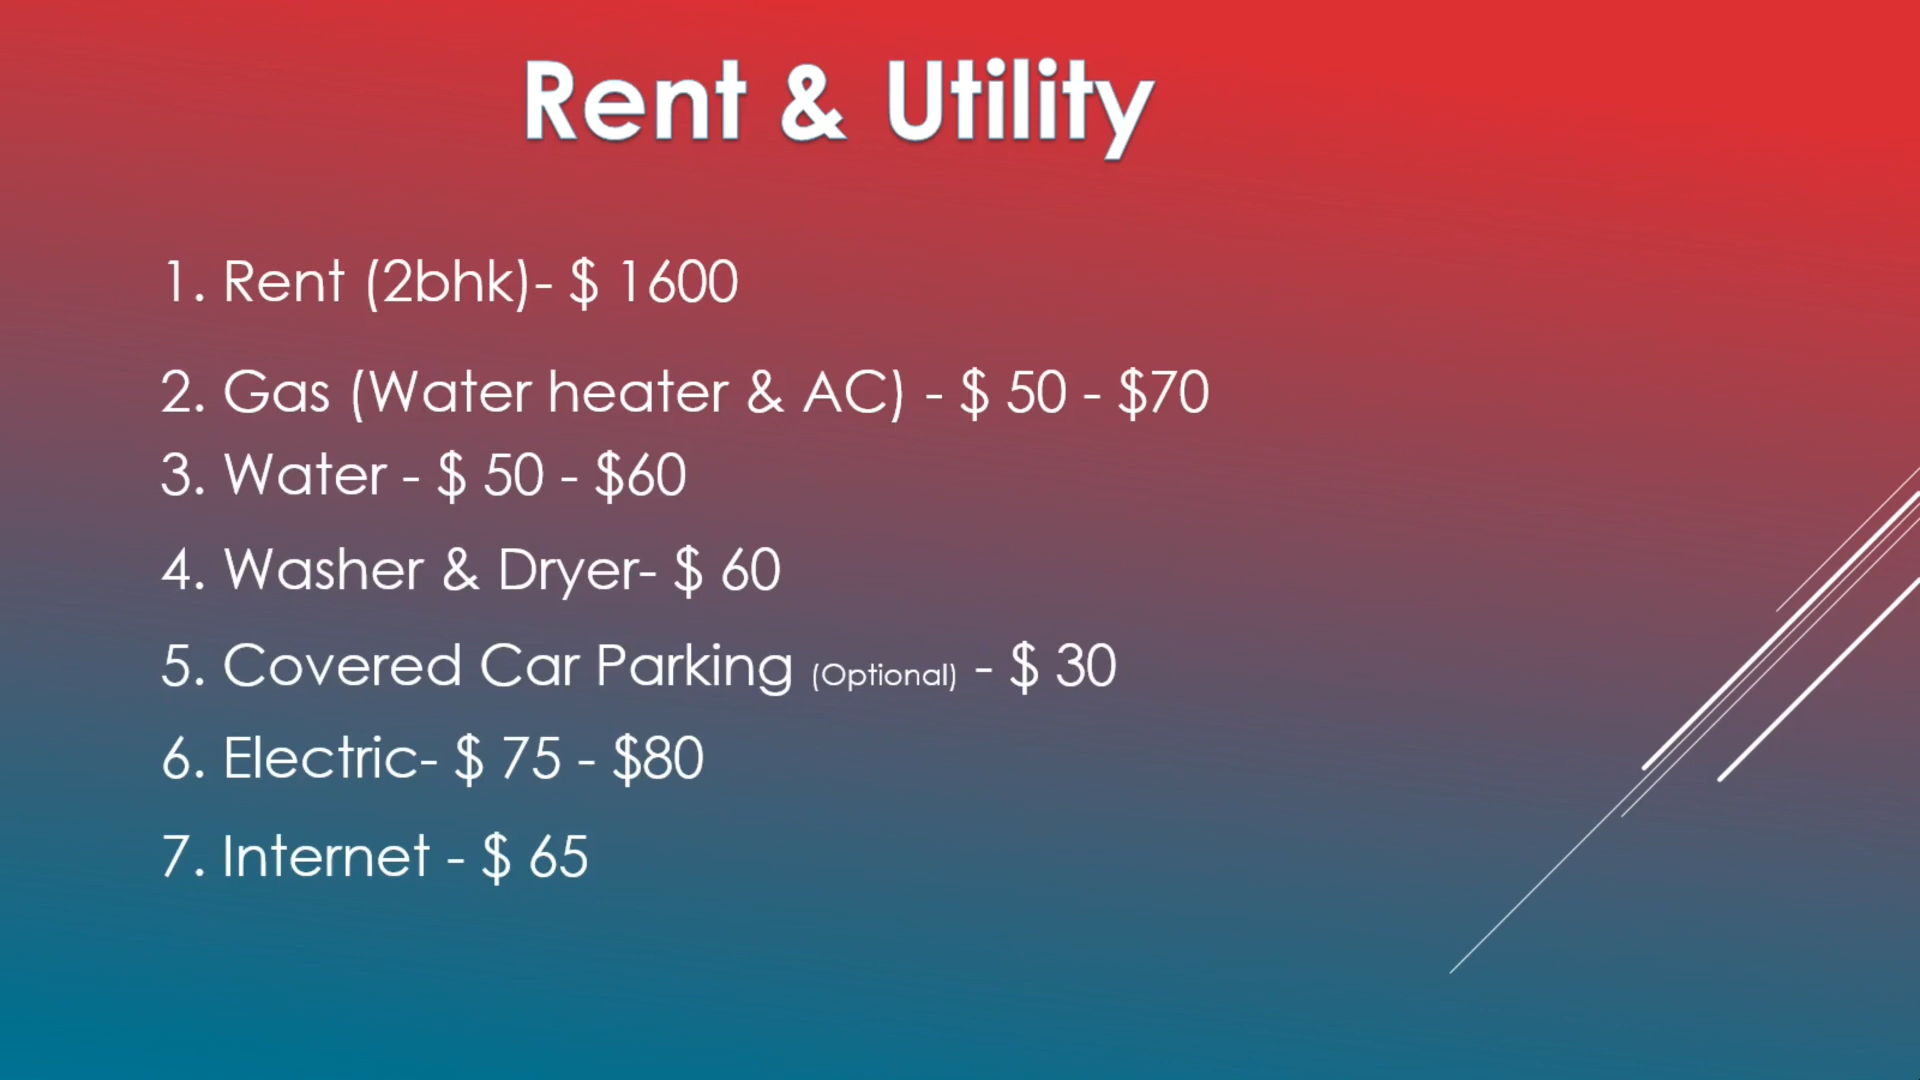 Rent & Utility
1. Rent (2bhk)- $ 1600
2. Gas (Water heater & AC) - $ 50 - $70
3. Water - $ 50 - $60
4. Washer & Dryer- $ 60
5. Covered Car Parking (Optional) - $ 30
6. Electric- $ 75 - $80
7. Internet - $ 65